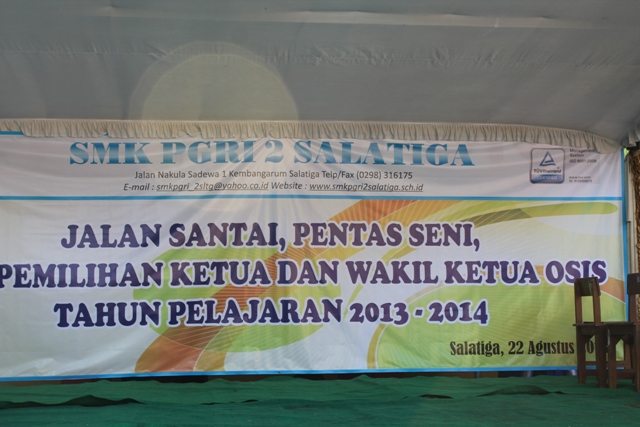 SMK PGRI 2 SALATIGA
Jalan Nakula Sadewa 1 Kembangarum Salatiga Telp/Fax (0298) 316175
E-mail : smkpgri_2sltg@yahoo.co.id Website : www.smkpgri2salatiga.sch.id
JALAN SANTAI, PENTAS SENI,
PEMILIHAN KETUA DAN WAKIL KETUA OSIS
TAHUN PELAJARAN 2013 - 2014
Salatiga, 22 Agustus